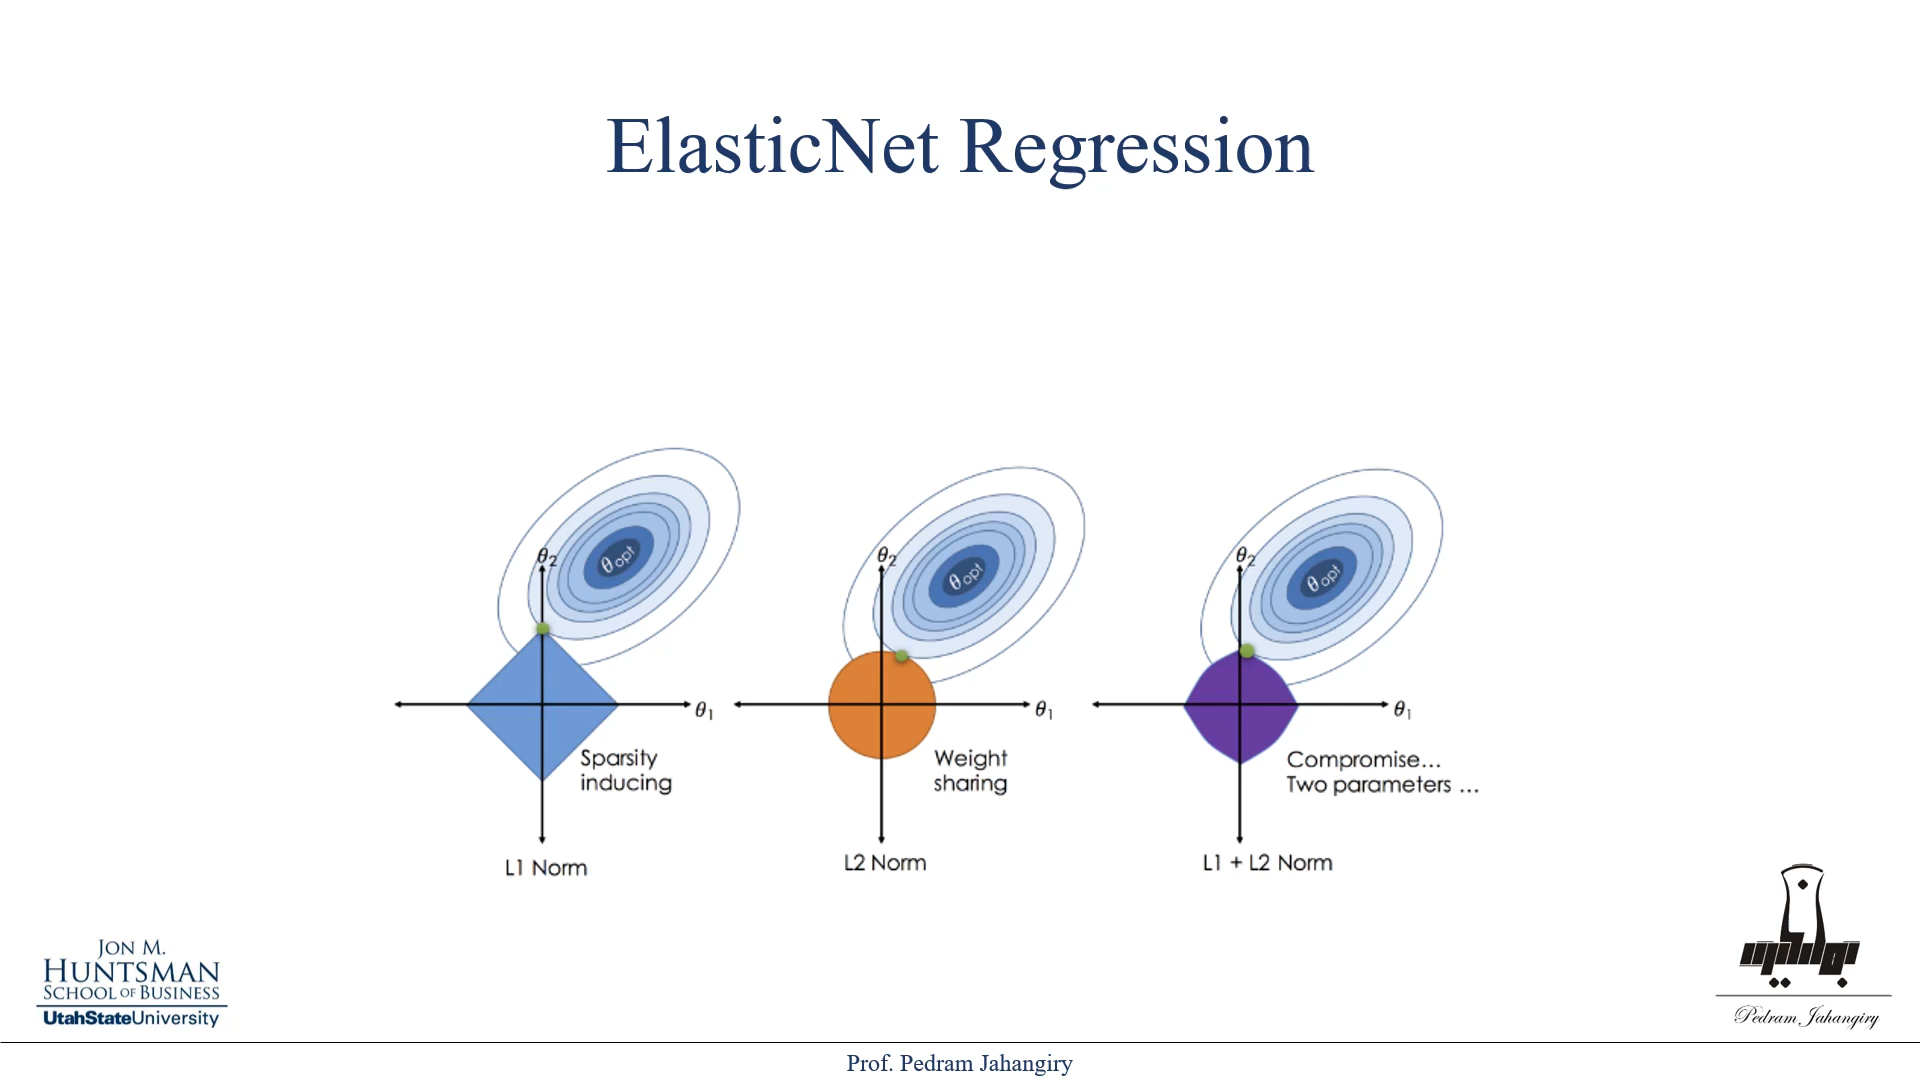 ElasticNet Regression
θ2
θopt
θ1
Sparsity
inducing
L1 Norm
θ2
θopt
θ1
Weight
sharing
L2 Norm
θ2
θopt
θ1
Compromise...
Two parameters ...
L1 + L2 Norm
JON M.
HUNTSMAN
SCHOOL OF BUSINESS
UtahStateUniversity
Pedram Jahangiry
Prof. Pedram Jahangiry